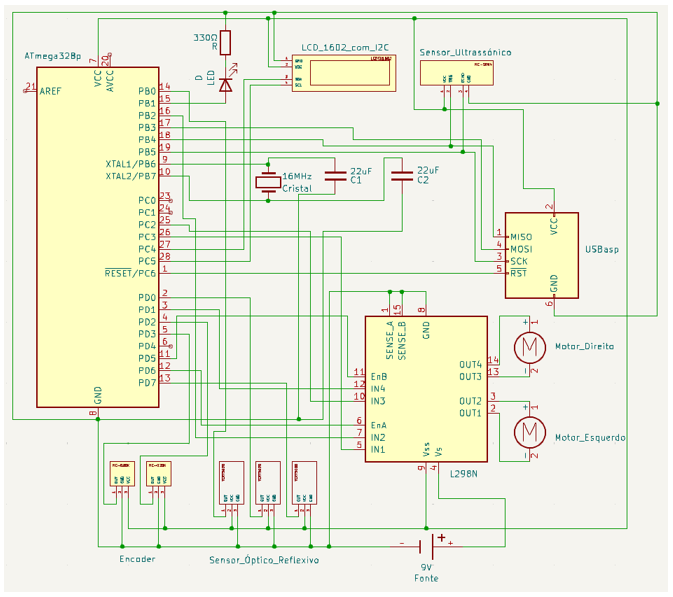 ATmega328p
330Ω
R
D
LED
LCD_1602_com_I2C
Sensor_Ultrassônico
7
20
VCC
AVCC
21
AREF
PB0 14
PB1 15
PB2 16
PB3 17
PB4 18
PB5 19
XTAL1/PB6 9
XTAL2/PB7 10
PC0 23
PC1 24
PC2 25
PC3 26
PC4 27
PC5 28
RESET/PC6 1
PD0 2
PD1 3
PD2 4
PD3 5
PD4 6
PD5 11
PD6 12
PD7 13
GND
8
16MHz
Cristal
22uF
C1
22uF
C2
2
VCC
1 MISO
4 MOSI
3 SCK
5 RST
USBasp
GND
6
1
15
8
SENSE_A
SENSE_B
GND
11 EnB
12 IN4
10 IN3
6 EnA
7 IN2
5 IN1
OUT4 14
OUT3 13
OUT2 3
OUT1 2
Vss
Vs
9
4
L298N
+ 1
M
- 2
Motor_Direita
+ 1
M
- 2
Motor_Esquerdo
Encoder
Sensor_Óptico_Reflexivo
- + +
9V
Fonte